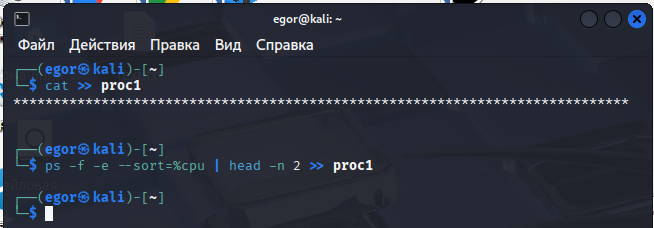 egor@kali: ~
Файл Действия Правка Вид Справка
┌──(egor㉿kali)-[~]
└─$ cat >> proc1
*****************************************************************************
┌──(egor㉿kali)-[~]
└─$ ps -f -e --sort=%cpu | head -n 2 >> proc1
┌──(egor㉿kali)-[~]
└─$